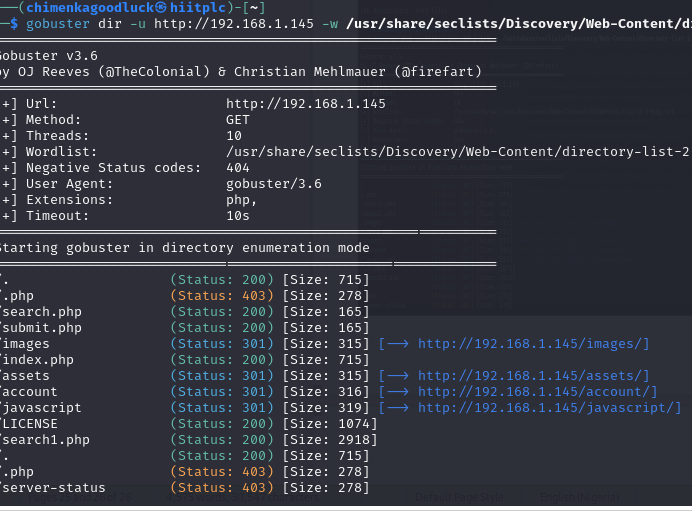 (chimenkagoodluck㉿hiitplc)-[~]
$ gobuster dir -u http://192.168.1.145 -w /usr/share/seclists/Discovery/Web-Content/di
Gobuster v3.6
by OJ Reeves (@TheColonial) & Christian Mehlmauer (@firefart)
+] Url: http://192.168.1.145
+] Method: GET
+] Threads: 10
+] Wordlist: /usr/share/seclists/Discovery/Web-Content/directory-list-2
+] Negative Status codes: 404
+] User Agent: gobuster/3.6
+] Extensions: php,
+] Timeout: 10s
Starting gobuster in directory enumeration mode
/. (Status: 200) [Size: 715]
/.php (Status: 403) [Size: 278]
/search.php (Status: 200) [Size: 165]
/submit.php (Status: 200) [Size: 165]
/images (Status: 301) [Size: 315] [--> http://192.168.1.145/images/]
/index.php (Status: 200) [Size: 715]
/assets (Status: 301) [Size: 315] [--> http://192.168.1.145/assets/]
/account (Status: 301) [Size: 316] [--> http://192.168.1.145/account/]
/javascript (Status: 301) [Size: 319] [--> http://192.168.1.145/javascript/]
/LICENSE (Status: 200) [Size: 1074]
/search1.php (Status: 200) [Size: 2918]
/. (Status: 200) [Size: 715]
/.php (Status: 403) [Size: 278]
/server-status (Status: 403) [Size: 278]
Default Page Style English (Nigeria)